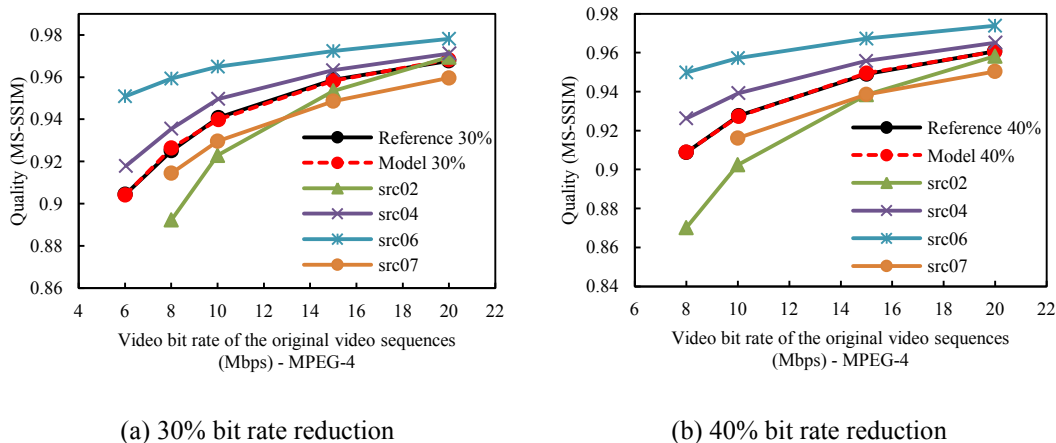 0.98
0.96
0.94
0.92
0.9
0.88
0.86
Quality (MS-SSIM)
Reference 30%
Model 30%
src02
src04
src06
src07
4 6 8 10 12 14 16 18 20 22
Video bit rate of the original video sequences
(Mbps) - MPEG-4
(a) 30% bit rate reduction
0.98
0.96
0.94
0.92
0.9
0.88
0.86
0.84
Quality (MS-SSIM)
Reference 40%
Model 40%
src02
src04
src06
src07
6 8 10 12 14 16 18 20 22
Video bit rate of the original video sequences
(Mbps) - MPEG-4
(b) 40% bit rate reduction